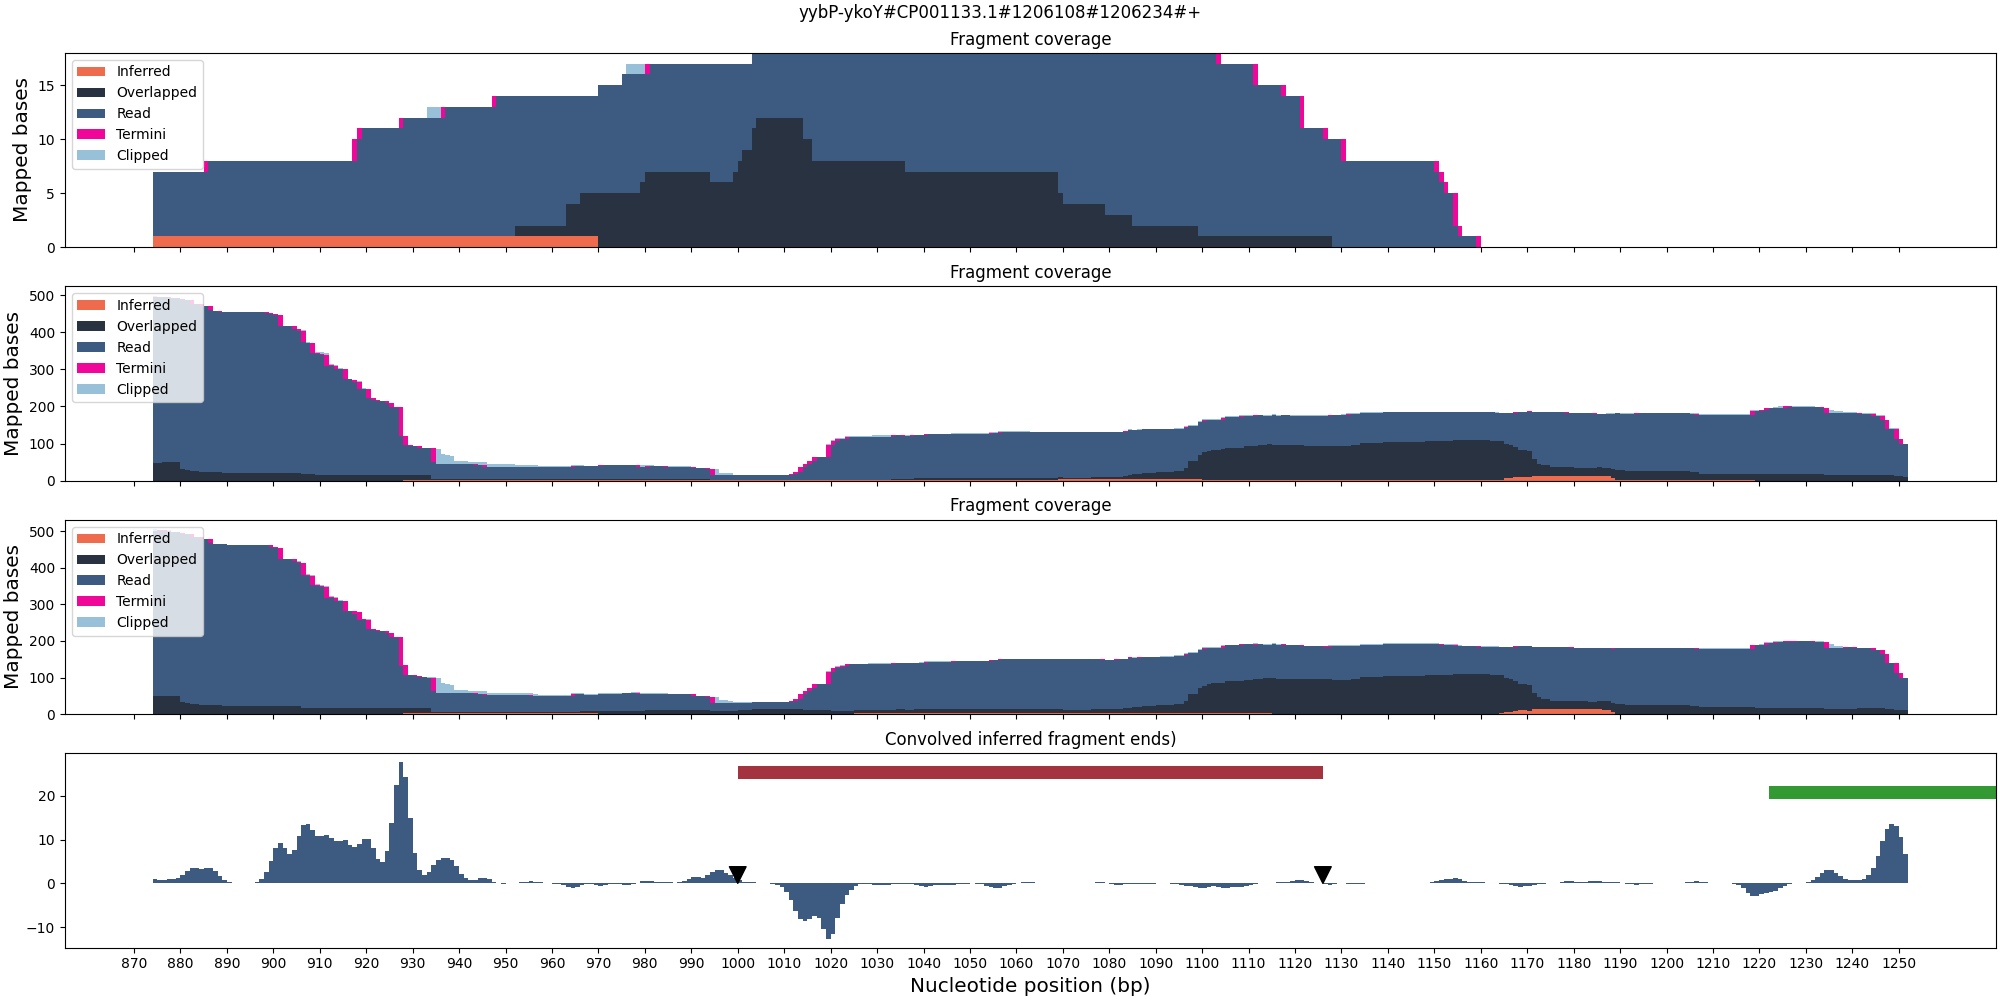 yybP-ykoY#CP001133.1#1206108#1206234#+
Fragment coverage
Mapped bases
15
10
5
0
Inferred
Overlapped
Read
Termini
Clipped
Fragment coverage
Mapped bases
500
400
300
200
100
0
Inferred
Overlapped
Read
Termini
Clipped
Fragment coverage
Mapped bases
500
400
300
200
100
0
Inferred
Overlapped
Read
Termini
Clipped
Convolved inferred fragment ends)
20
10
0
−10
870 880 890 900 910 920 930 940 950 960 970 980 990 1000 1010 1020 1030 1040 1050 1060 1070 1080 1090 1100 1110 1120 1130 1140 1150 1160 1170 1180 1190 1200 1210 1220 1230 1240 1250
Nucleotide position (bp)